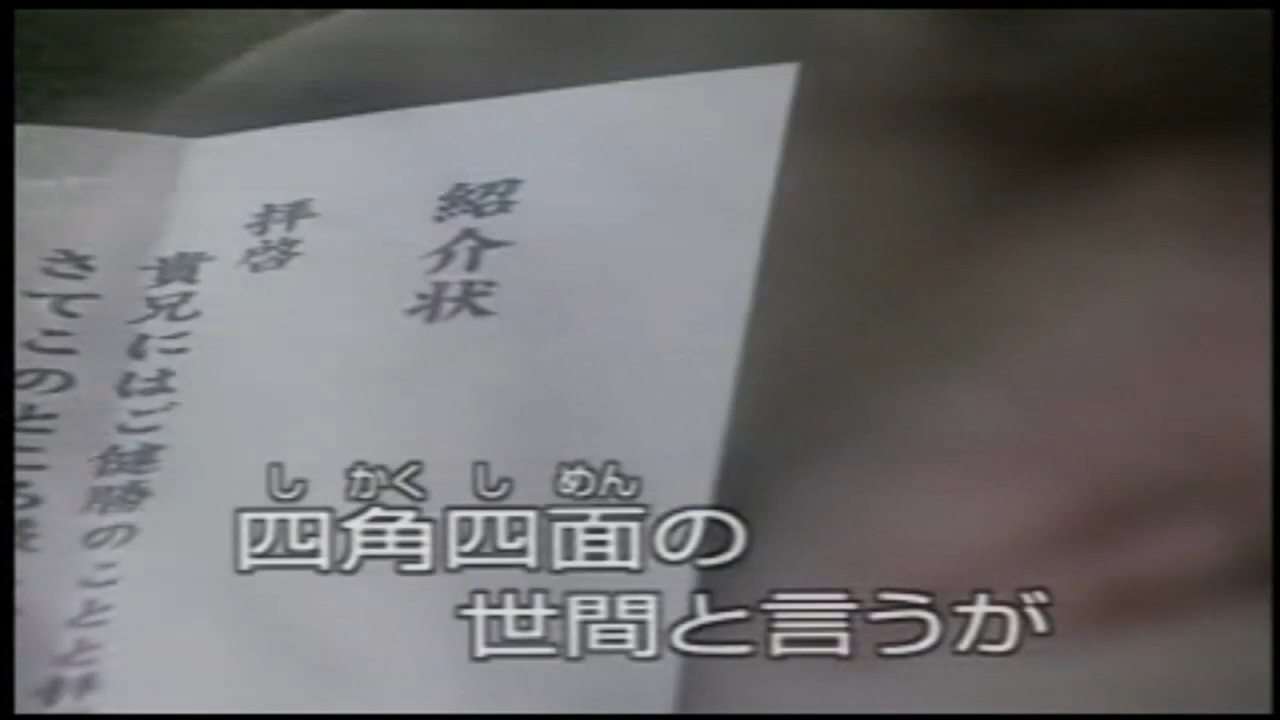 紹介状
拝啓
貴兄にはご健勝のことと拝
さてこのところ
しかくしめん
四角四面の
世間と言うが